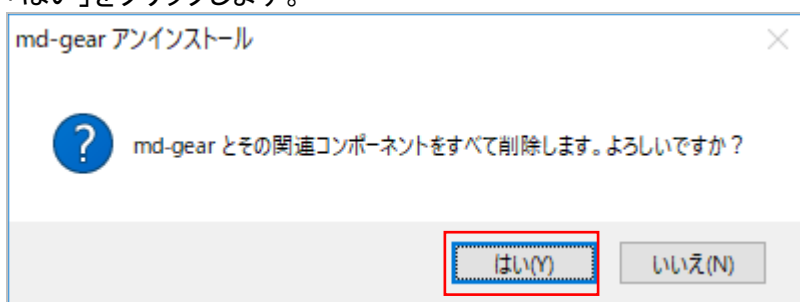 「はい」をクリックします。
md-gear アンインストール
md-gear とその関連コンポーネントをすべて削除します。よろしいですか？
はい(Y)
いいえ(N)